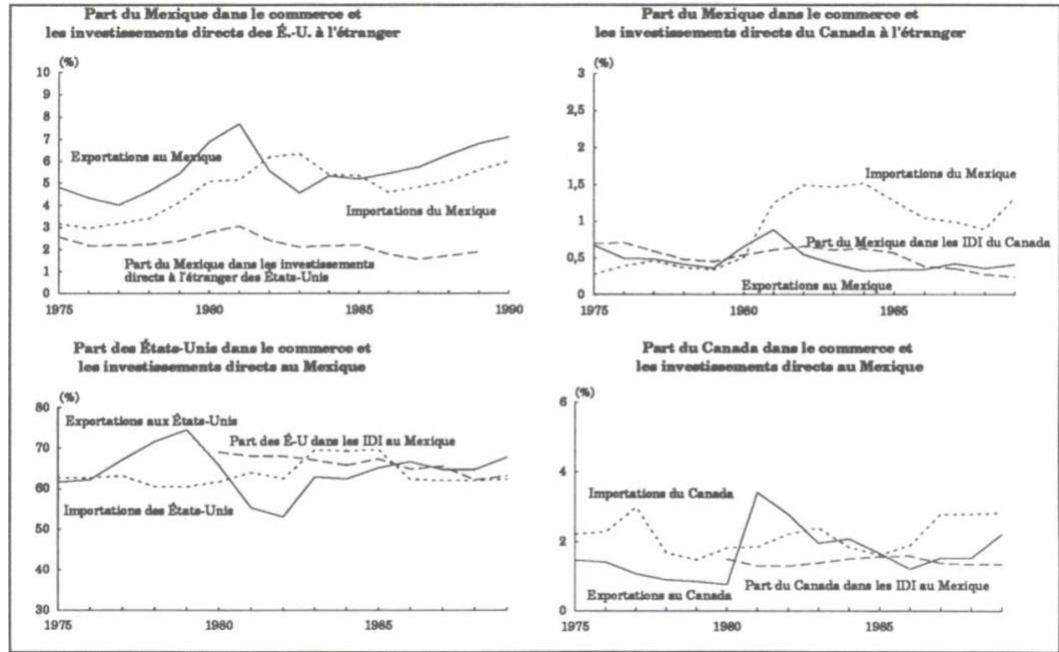 Part du Mexique dans le commerce et
les investissements directs des É.-U. à l'étranger
(%)
10
9
8
7
6
5
4
3
2
1
0
Exportations au Mexique
Importations du Mexique
Part du Mexique dans les investissements
directs à l'étranger des États-Unis
1975
1980
1985
1990
Part du Mexique dans le commerce et
les investissements directs du Canada à l'étranger
(%)
3
2,5
2
1,5
1
0,5
0
Importations du Mexique
Part du Mexique dans les IDI du Canada
Exportations au Mexique
1975
1980
1985
Part des États-Unis dans le commerce et
les investissements directs au Mexique
(%)
80
70
60
50
40
30
Exportations aux États-Unis
Part des É-U dans les IDI au Mexique
Importations des États-Unis
1975
1980
1985
Part du Canada dans le commerce et
les investissements directs au Mexique
(%)
6
4
2
0
Importations du Canada
Part du Canada dans les IDI au Mexique
Exportations au Canada
1975
1980
1985